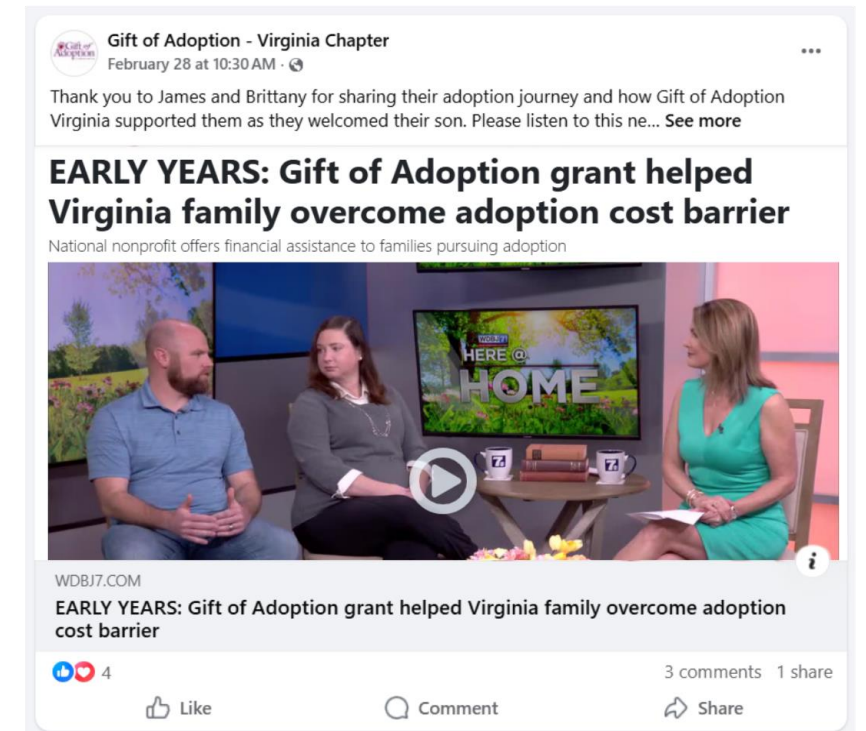 Gift of Adoption
Gift of Adoption - Virginia Chapter
February 28 at 10:30 AM ·
Thank you to James and Brittany for sharing their adoption journey and how Gift of Adoption
Virginia supported them as they welcomed their son. Please listen to this ne... See more
EARLY YEARS: Gift of Adoption grant helped
Virginia family overcome adoption cost barrier
National nonprofit offers financial assistance to families pursuing adoption
WDBJ7
HERE @
HOME
7
7
WDBJ7.COM
EARLY YEARS: Gift of Adoption grant helped Virginia family overcome adoption
cost barrier
4
3 comments 1 share
Like
Comment
Share